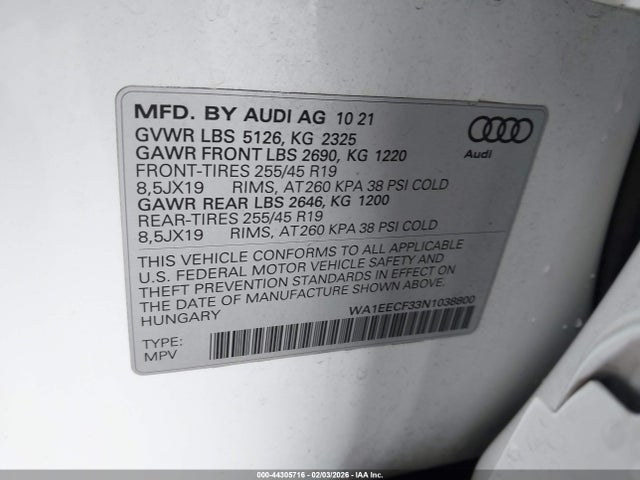 MFD. BY AUDI AG 10 21
GVWR LBS 5126, KG 2325
GAWR FRONT LBS 2690, KG 1220
FRONT-TIRES 255/45 R19
8,5JX19 RIMS, AT260 KPA 38 PSI COLD
GAWR REAR LBS 2646, KG 1200
REAR-TIRES 255/45 R19
8,5JX19 RIMS, AT260 KPA 38 PSI COLD
Audi
THIS VEHICLE CONFORMS TO ALL APPLICABLE
U.S. FEDERAL MOTOR VEHICLE SAFETY AND
THEFT PREVENTION STANDARDS IN EFFECT ON
THE DATE OF MANUFACTURE SHOWN ABOVE.
HUNGARY
WA1EECF33N1038800
TYPE:
MPV
000-44305716 - 02/03/2026 - IAA, Inc.